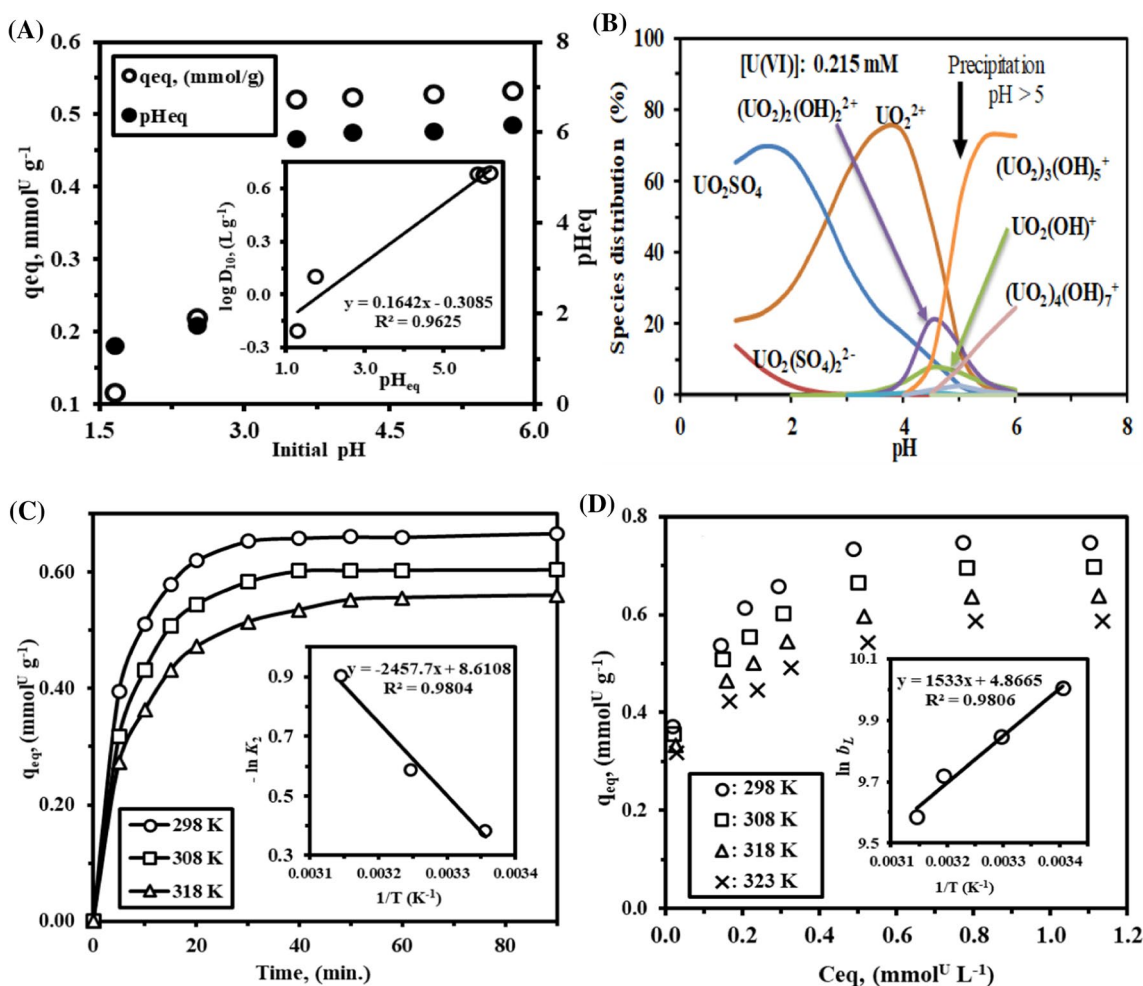 (A)
0.6
0.5
0.4
0.3
0.2
0.1
qeq, mmolᵁ g⁻¹
qeq, (mmol/g)
pHeq
8
6
4
2
0
pHeq
1.5
3.0
4.5
6.0
Initial pH
0.7
0.4
0.1
0.0
-0.3
log D₁₀, (L g⁻¹)
y = 0.1642x - 0.3085
R² = 0.9625
1.0
3.0
5.0
pHeq
(B)
100
80
60
40
20
0
Species distribution (%)
[U(VI)]: 0.215 mM
Precipitation
pH > 5
(UO₂)₂(OH)₂²⁺
UO₂²⁺
UO₂SO₄
(UO₂)₃(OH)₅⁺
UO₂(OH)⁺
(UO₂)₄(OH)₇⁺
UO₂(SO₄)₂²⁻
0
2
4
6
8
pH
(C)
0.60
0.40
0.20
0.00
qeq, (mmolᵁ g⁻¹)
298 K
308 K
318 K
0
20
40
60
80
Time, (min.)
0.9
0.7
0.5
0.3
- ln K₂
y = -2457.7x + 8.6108
R² = 0.9804
0.0031
0.0032
0.0033
0.0034
1/T (K⁻¹)
(D)
0.8
0.6
0.4
0.2
0.0
qeq, (mmolᵁ g⁻¹)
: 298 K
: 308 K
: 318 K
: 323 K
0.0
0.2
0.4
0.6
0.8
1.0
1.2
Ceq, (mmolᵁ L⁻¹)
10.1
9.9
9.7
9.5
ln bL
y = 1533x + 4.8665
R² = 0.9806
0.0031
0.0032
0.0033
0.0034
1/T (K⁻¹)